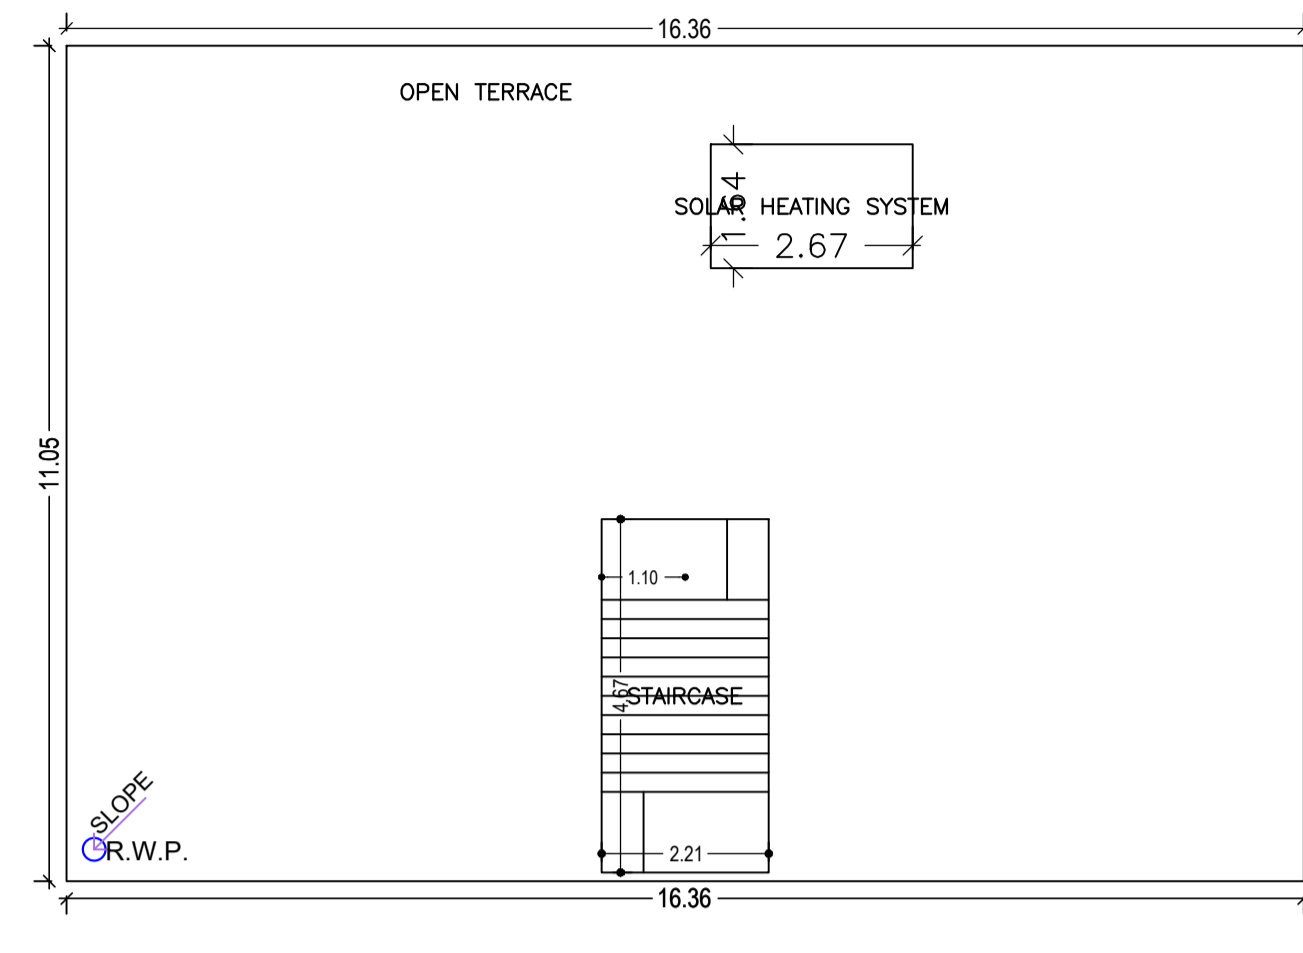 16.36
OPEN TERRACE
1.64
SOLAR HEATING SYSTEM
2.67
11.05
1.10
4.67
STAIRCASE
SLOPE
R.W.P.
2.21
16.36